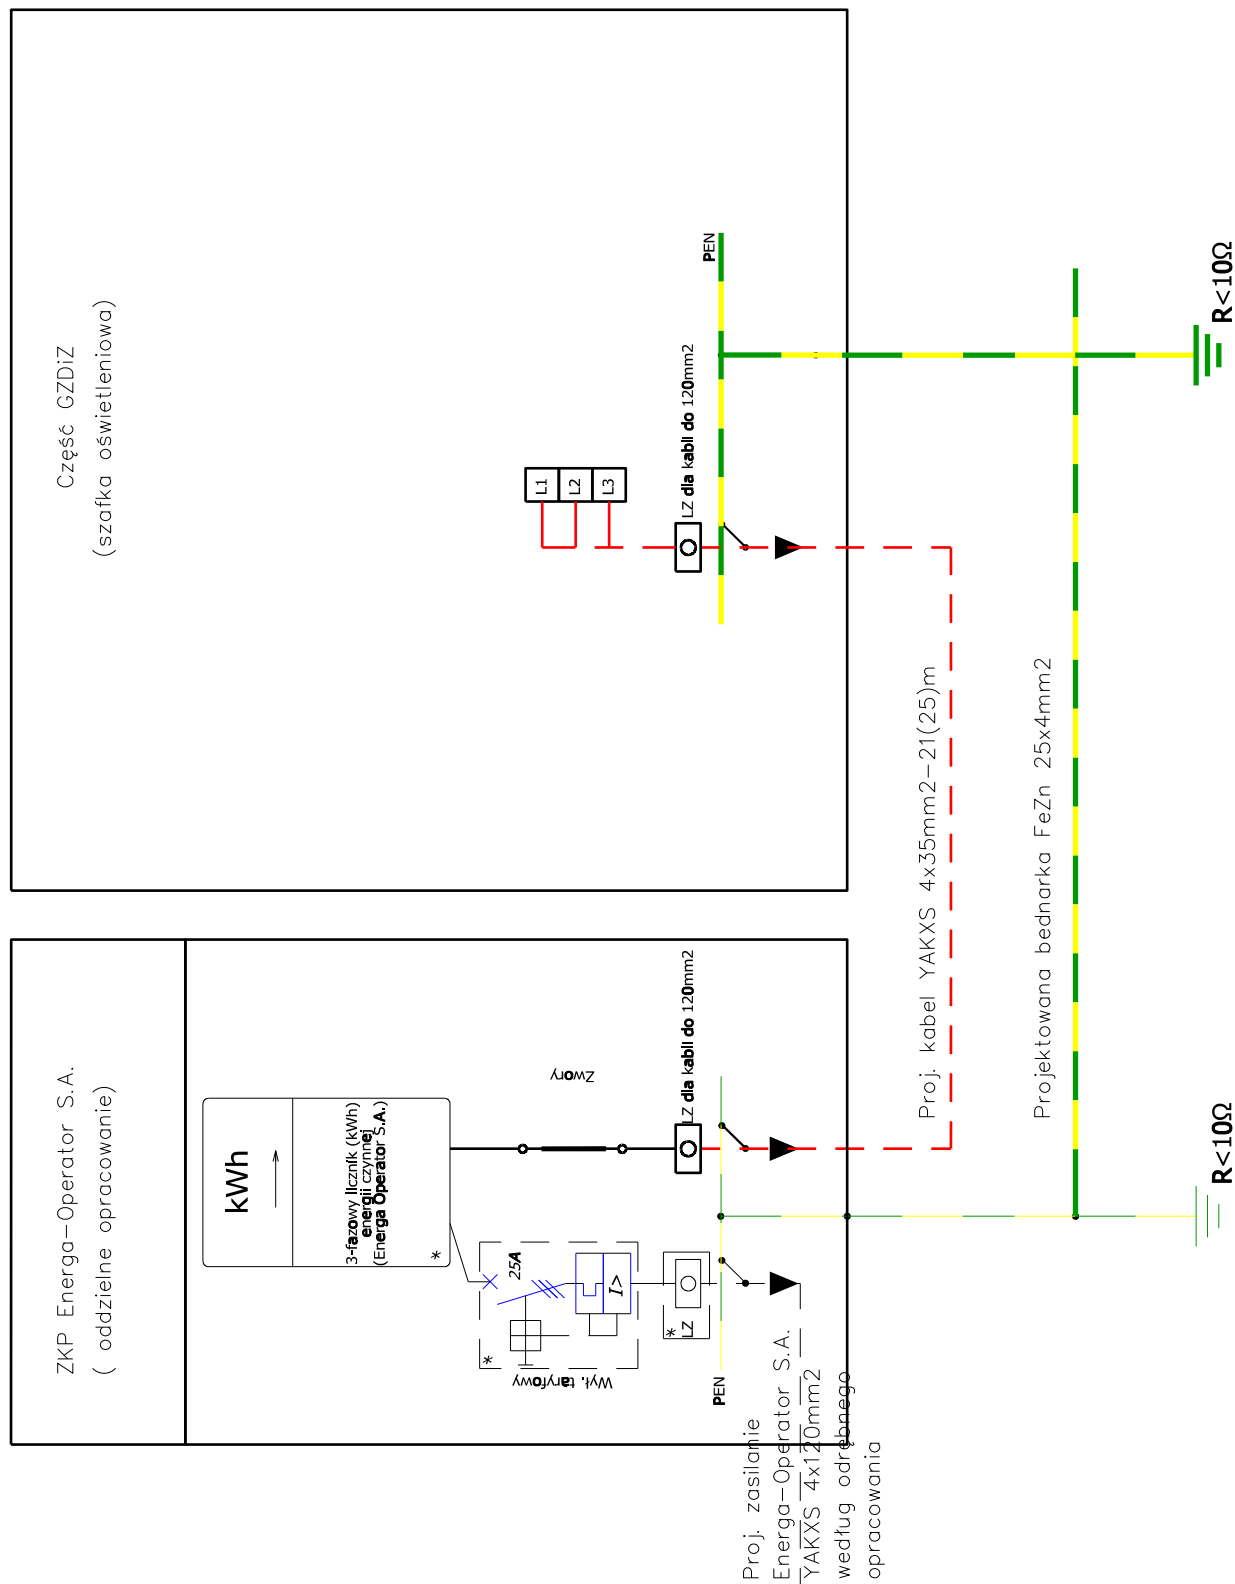 ZKP Energa-Operator S.A.
( oddzielne opracowanie)
kWh
3-fazowy licznik (kWh)
energii czynnej
(Energa Operator S.A.)
*
25A
I>
*
Wył. taryfowy
*
LZ
Zwory
LZ dla kabli do 120mm2
PEN
Proj. zasilanie
Energa-Operator S.A.
YAKXS 4x120mm2
według odrębnego
opracowania
Część GZDiZ
(szafka oświetleniowa)
L1
L2
L3
LZ dla kabli do 120mm2
PEN
Proj. kabel YAKXS 4x35mm2-21(25)m
Projektowana bednarka FeZn 25x4mm2
R<10Ω
R<10Ω